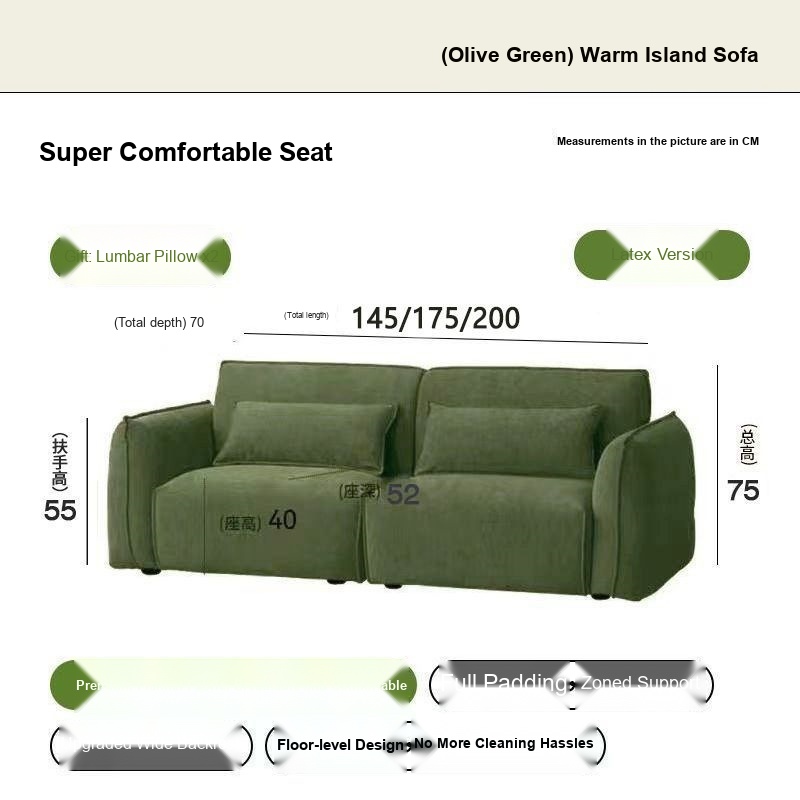 (Olive Green) Warm Island Sofa
Super Comfortable Seat
Measurements in the picture are in CM
Gift: Lumbar Pillow x2
Latex Version
(Total depth) 70
(Total length) 145/175/200
(扶手高)
55
(座深) 52
(座高) 40
(总高)
75
Full Padding, Zoned Support
Floor-level Design, No More Cleaning Hassles